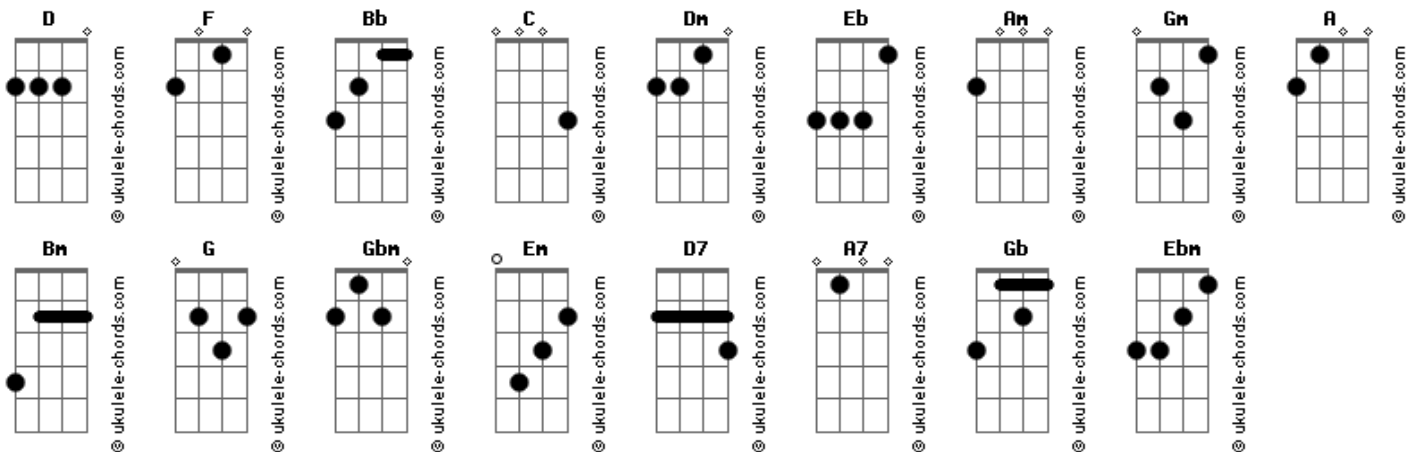 D F Bb C Dm Eb Am Gm A
© ukulele-chords.com © ukulele-chords.com © ukulele-chords.com © ukulele-chords.com © ukulele-chords.com © ukulele-chords.com © ukulele-chords.com © ukulele-chords.com © ukulele-chords.com
Bm G Gbm Em D7 A7 Gb Ebm
© ukulele-chords.com © ukulele-chords.com © ukulele-chords.com © ukulele-chords.com © ukulele-chords.com © ukulele-chords.com © ukulele-chords.com © ukulele-chords.com